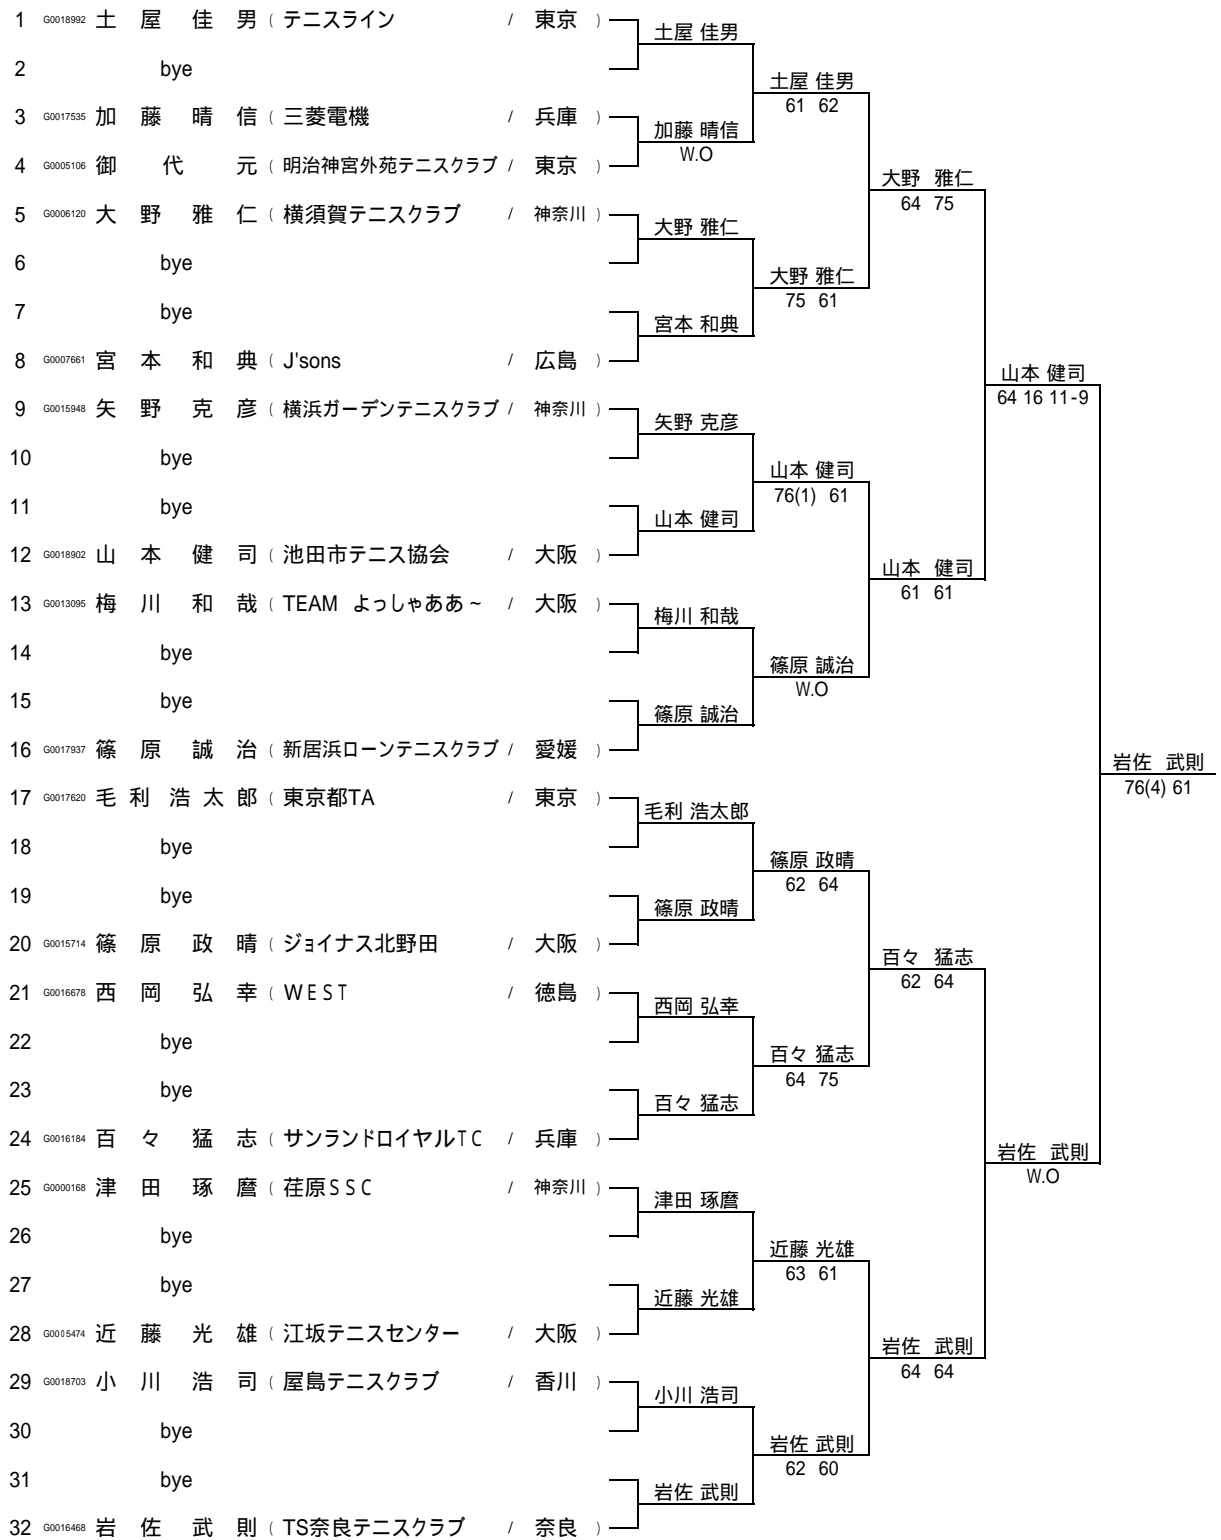 1 G0018992 土屋 佳男 ( テニスライン / 東京 )
土屋 佳男
2 bye
土屋 佳男
61 62
3 G0017535 加藤 晴信 ( 三菱電機 / 兵庫 )
加藤 晴信
W.O
4 G0005106 御代 元 ( 明治神宮外苑テニスクラブ / 東京 )
大野 雅仁
64 75
5 G0006120 大野 雅仁 ( 横須賀テニスクラブ / 神奈川 )
大野 雅仁
6 bye
大野 雅仁
75 61
7 bye
宮本 和典
8 G0007661 宮本 和典 ( J'sons / 広島 )
山本 健司
64 16 11-9
9 G0015948 矢野 克彦 ( 横浜ガーデンテニスクラブ / 神奈川 )
矢野 克彦
10 bye
山本 健司
76(1) 61
11 bye
山本 健司
12 G0018902 山本 健司 ( 池田市テニス協会 / 大阪 )
山本 健司
61 61
13 G0013095 梅川 和哉 ( TEAM よっしゃああ~ / 大阪 )
梅川 和哉
14 bye
篠原 誠治
W.O
15 bye
篠原 誠治
16 G0017937 篠原 誠治 ( 新居浜ローンテニスクラブ / 愛媛 )
岩佐 武則
76(4) 61
17 G0017620 毛利 浩太郎 ( 東京都TA / 東京 )
毛利 浩太郎
18 bye
篠原 政晴
62 64
19 bye
篠原 政晴
20 G0015714 篠原 政晴 ( ジョイナス北野田 / 大阪 )
百々 猛志
62 64
21 G0016678 西岡 弘幸 ( WEST / 徳島 )
西岡 弘幸
22 bye
百々 猛志
64 75
23 bye
百々 猛志
24 G0016184 百々 猛志 ( サンランドロイヤルTC / 兵庫 )
岩佐 武則
W.O
25 G0000168 津田 琢磨 ( 荏原SSC / 神奈川 )
津田 琢磨
26 bye
近藤 光雄
63 61
27 bye
近藤 光雄
28 G0005474 近藤 光雄 ( 江坂テニスセンター / 大阪 )
岩佐 武則
64 64
29 G0018703 小川 浩司 ( 屋島テニスクラブ / 香川 )
小川 浩司
30 bye
岩佐 武則
62 60
31 bye
岩佐 武則
32 G0016468 岩佐 武則 ( TS奈良テニスクラブ / 奈良 )